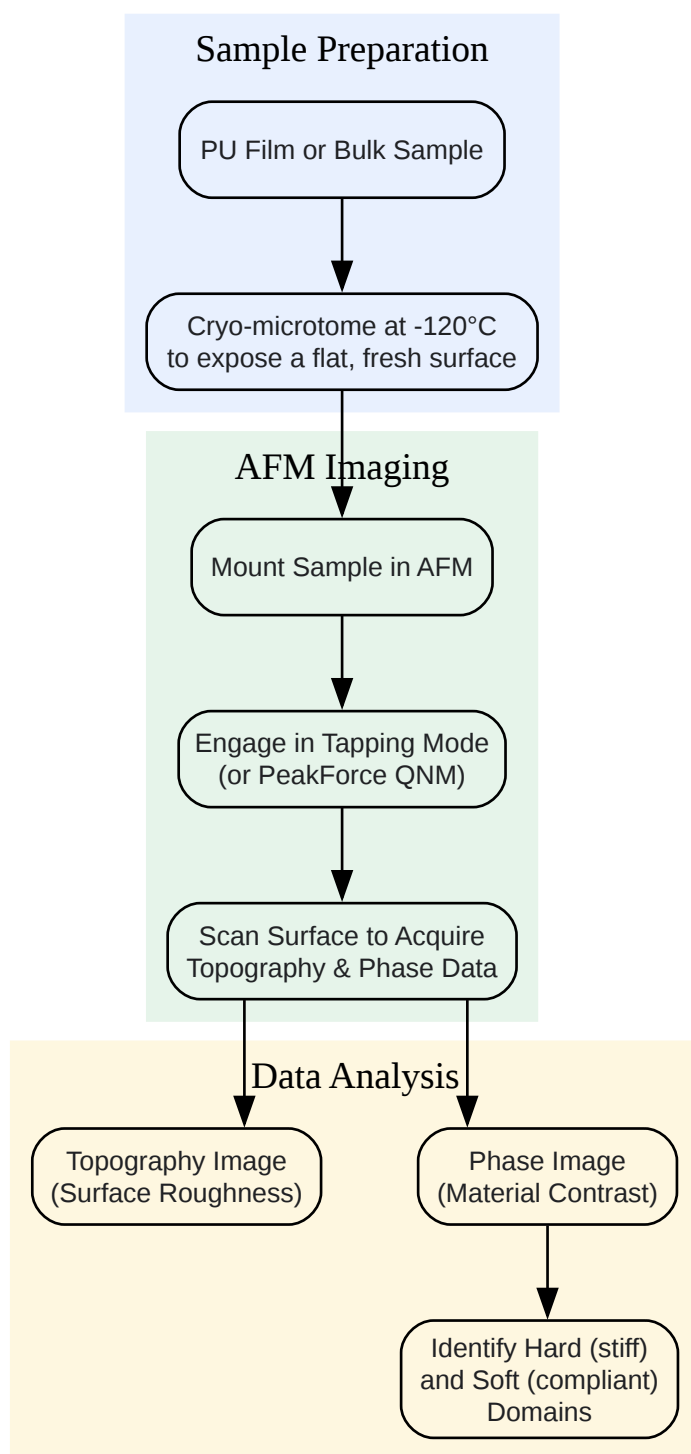 Sample Preparation
PU Film or Bulk Sample
Cryo-microtome at -120°C
to expose a flat, fresh surface
AFM Imaging
Mount Sample in AFM
Engage in Tapping Mode
(or PeakForce QNM)
Scan Surface to Acquire
Topography & Phase Data
Data Analysis
Topography Image
(Surface Roughness)
Phase Image
(Material Contrast)
Identify Hard (stiff)
and Soft (compliant)
Domains